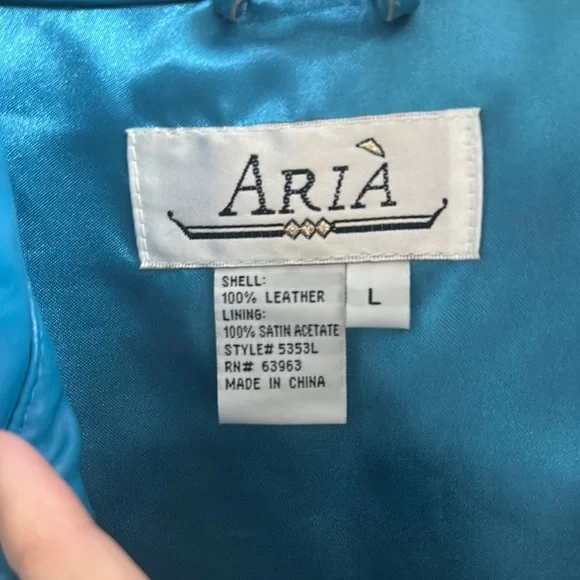 ARIÀ
SHELL:
100% LEATHER
LINING:
100% SATIN ACETATE
STYLE# 5353L
RN# 63963
MADE IN CHINA
L